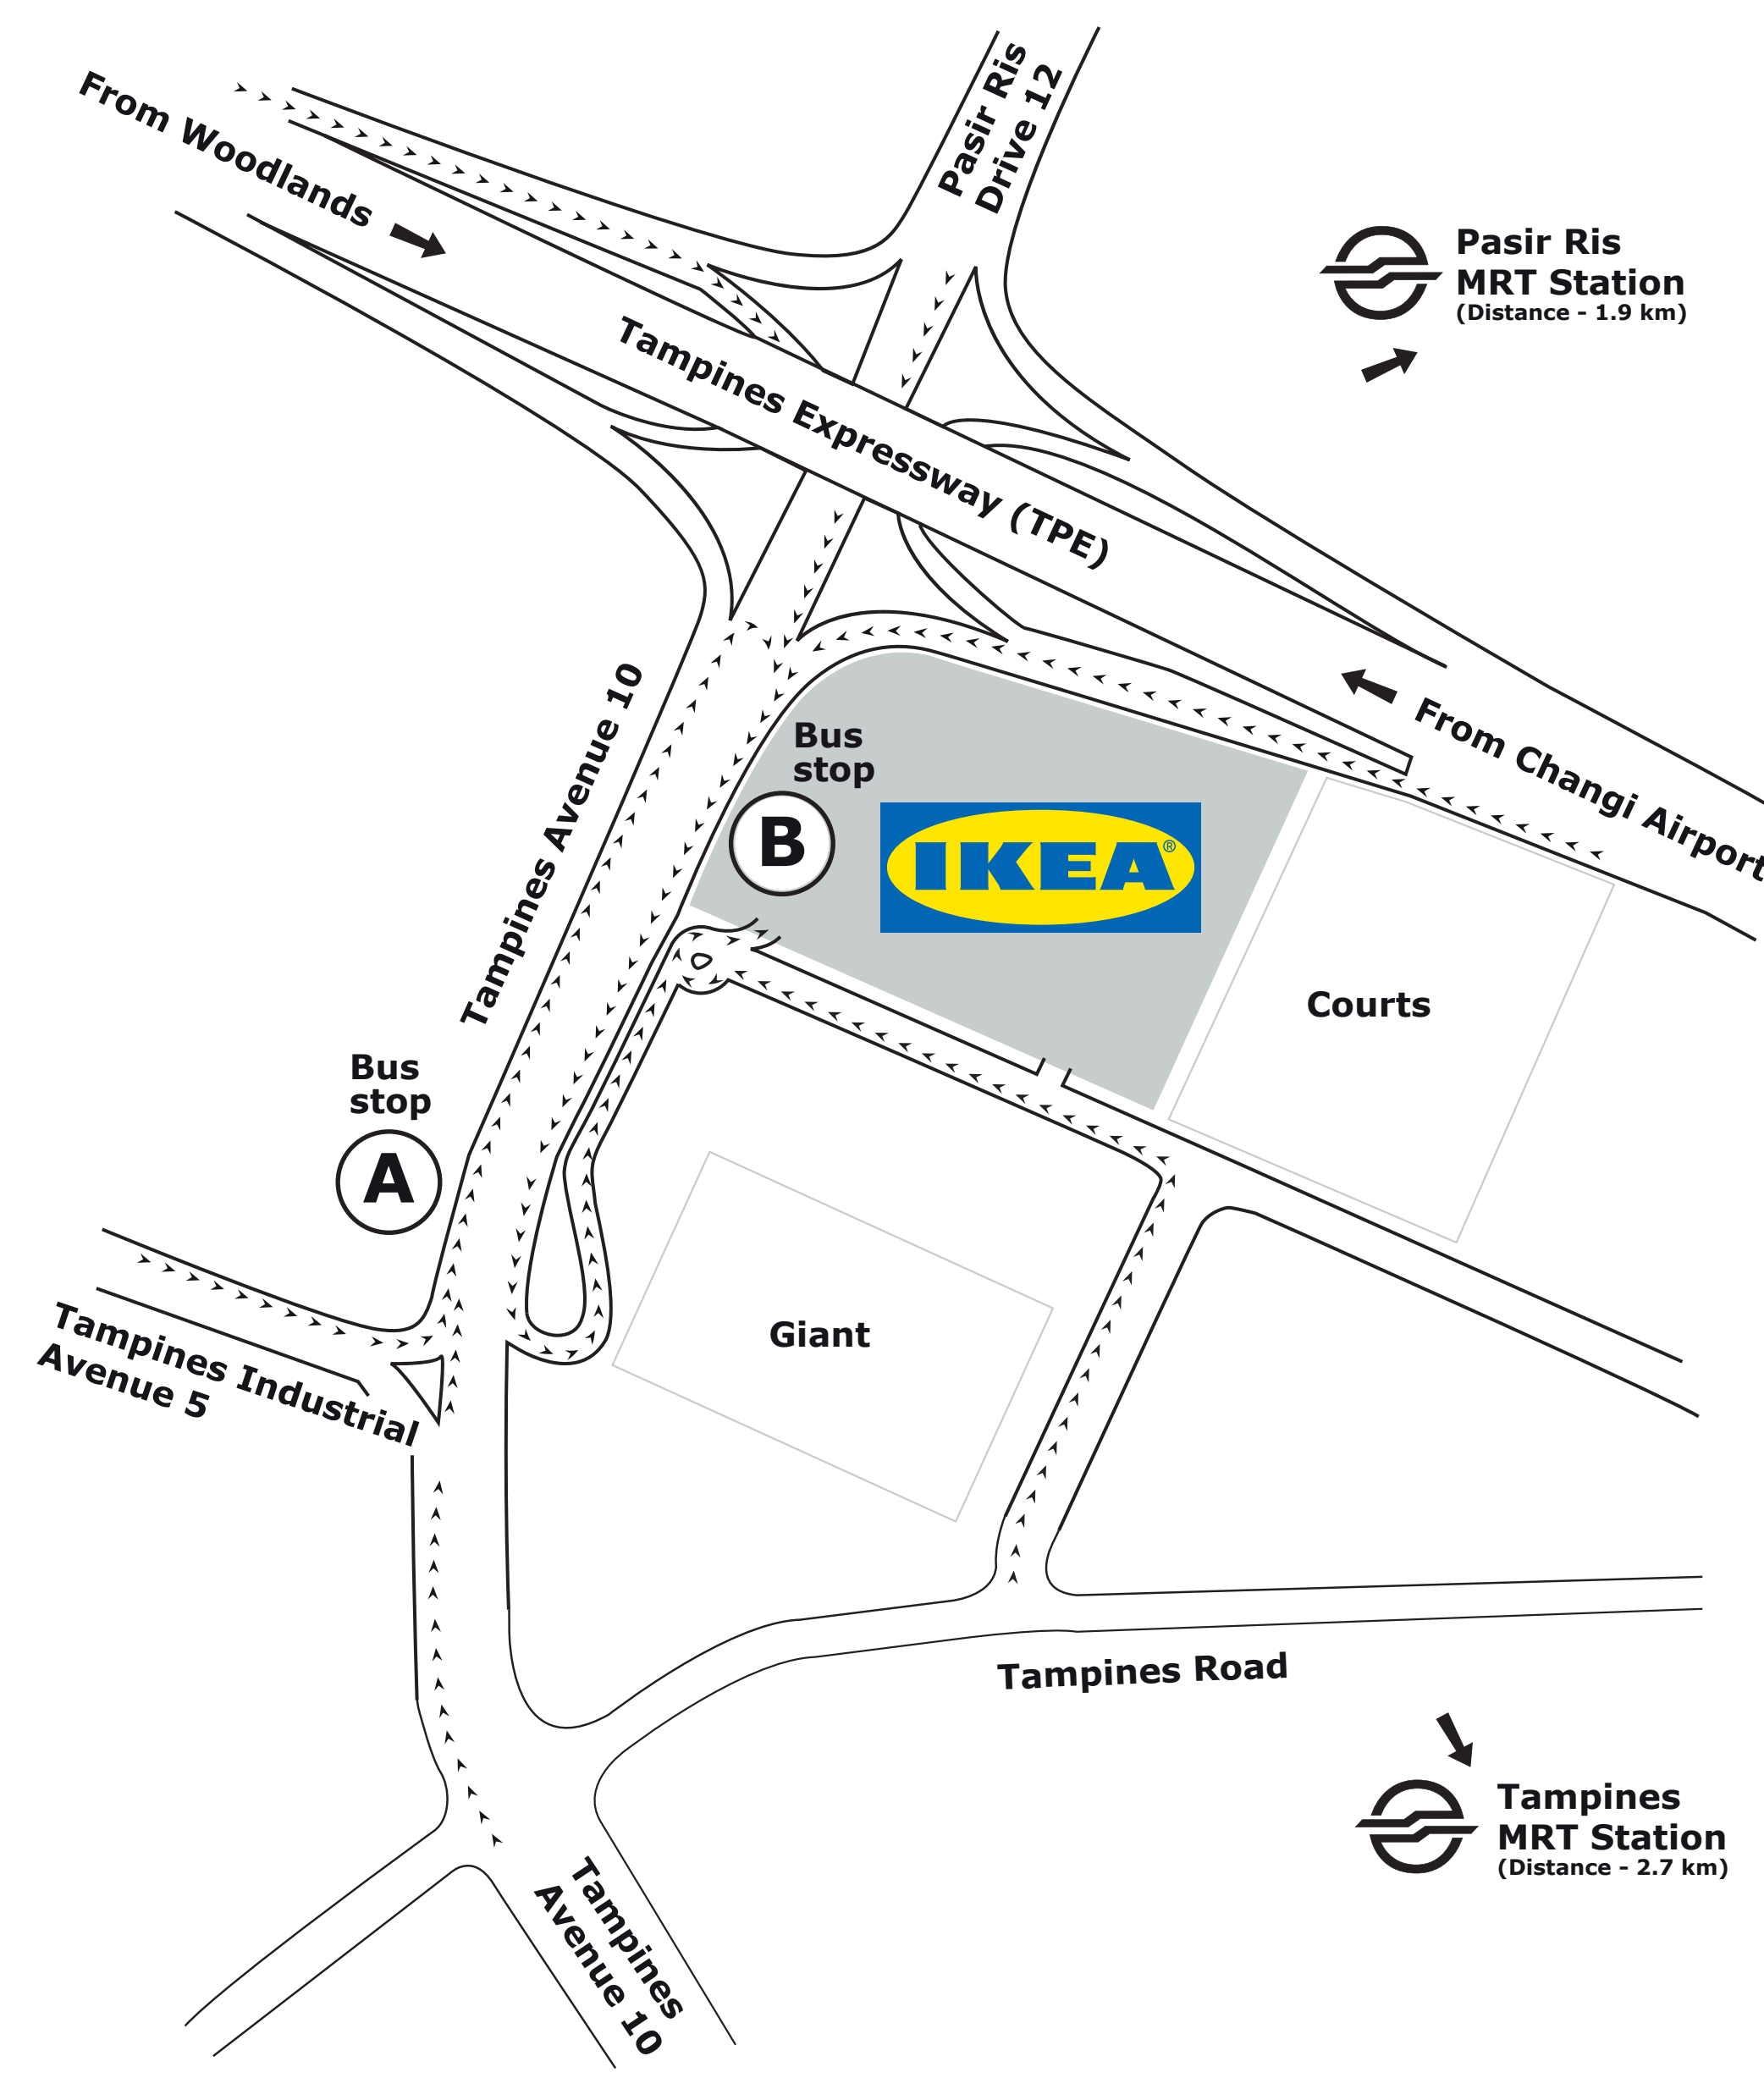 Pasir Ris
Drive 12
From Woodlands
Pasir Ris
MRT Station
(Distance - 1.9 km)
Tampines Expressway (TPE)
From Changi Airport
Tampines Avenue 10
Bus
stop
B
IKEA®
Courts
Bus
stop
A
Tampines Industrial
Avenue 5
Giant
Tampines Road
Tampines
MRT Station
(Distance - 2.7 km)
Tampines
Avenue 10